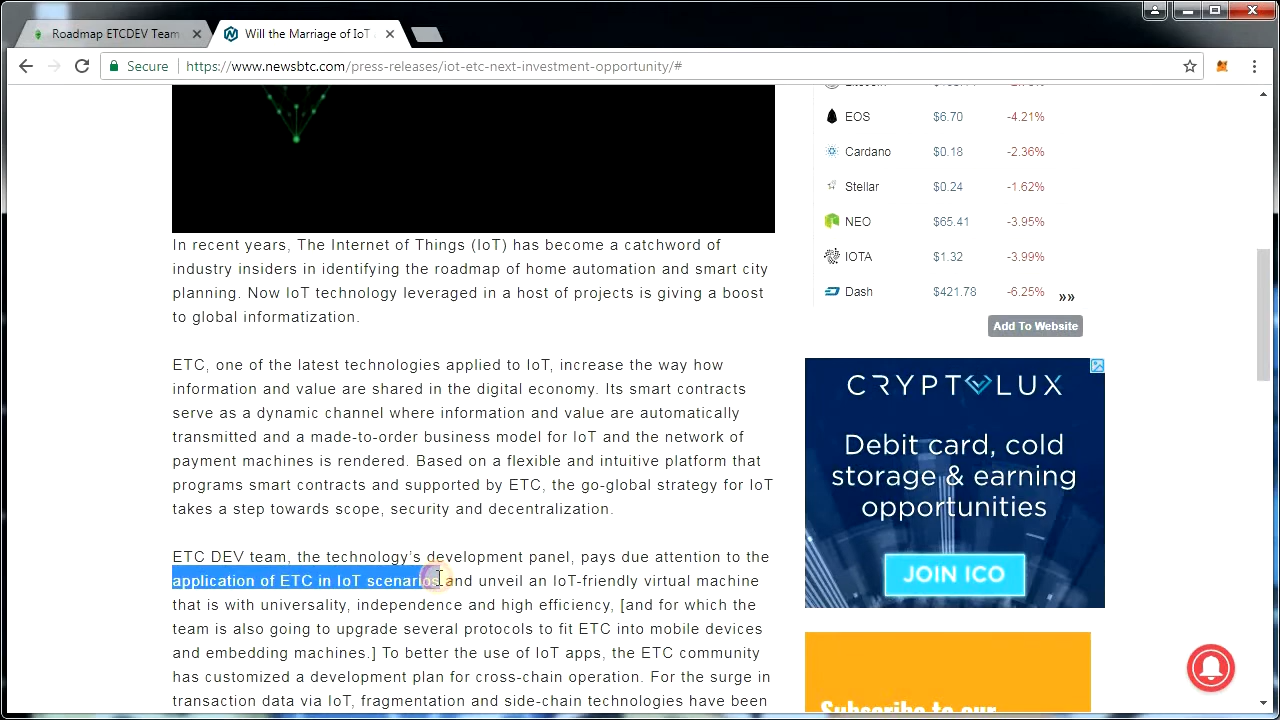 Roadmap ETCDEV Team
Will the Marriage of IoT
Secure
https://www.newsbtc.com/press-releases/iot-etc-next-investment-opportunity/#
EOS $6.70 -4.21%
Cardano $0.18 -2.36%
Stellar $0.24 -1.62%
NEO $65.41 -3.95%
IOTA $1.32 -3.99%
Dash $421.78 -6.25% »»
Add To Website
In recent years, The Internet of Things (IoT) has become a catchword of
industry insiders in identifying the roadmap of home automation and smart city
planning. Now IoT technology leveraged in a host of projects is giving a boost
to global informatization.
ETC, one of the latest technologies applied to IoT, increase the way how
information and value are shared in the digital economy. Its smart contracts
serve as a dynamic channel where information and value are automatically
transmitted and a made-to-order business model for IoT and the network of
payment machines is rendered. Based on a flexible and intuitive platform that
progress smart contracts and supported by ETC, the go-global strategy for IoT
takes a step towards scope, security and decentralization.
ETC DEV team, the technology's development panel, pays due attention to the
application of ETC in IoT scenarios and unveil an IoT-friendly virtual machine
that is with universality, independence and high efficiency, [and for which the
team is also going to upgrade several protocols to fit ETC into mobile devices
and embedding machines.] To better the use of IoT apps, the ETC community
has customized a development plan for cross-chain operation. For the surge in
transaction data via IoT, fragmentation and side-chain technologies have been
CRYPTOLUX
Debit card, cold
storage & earning
opportunities
JOIN ICO
Subscribe to our